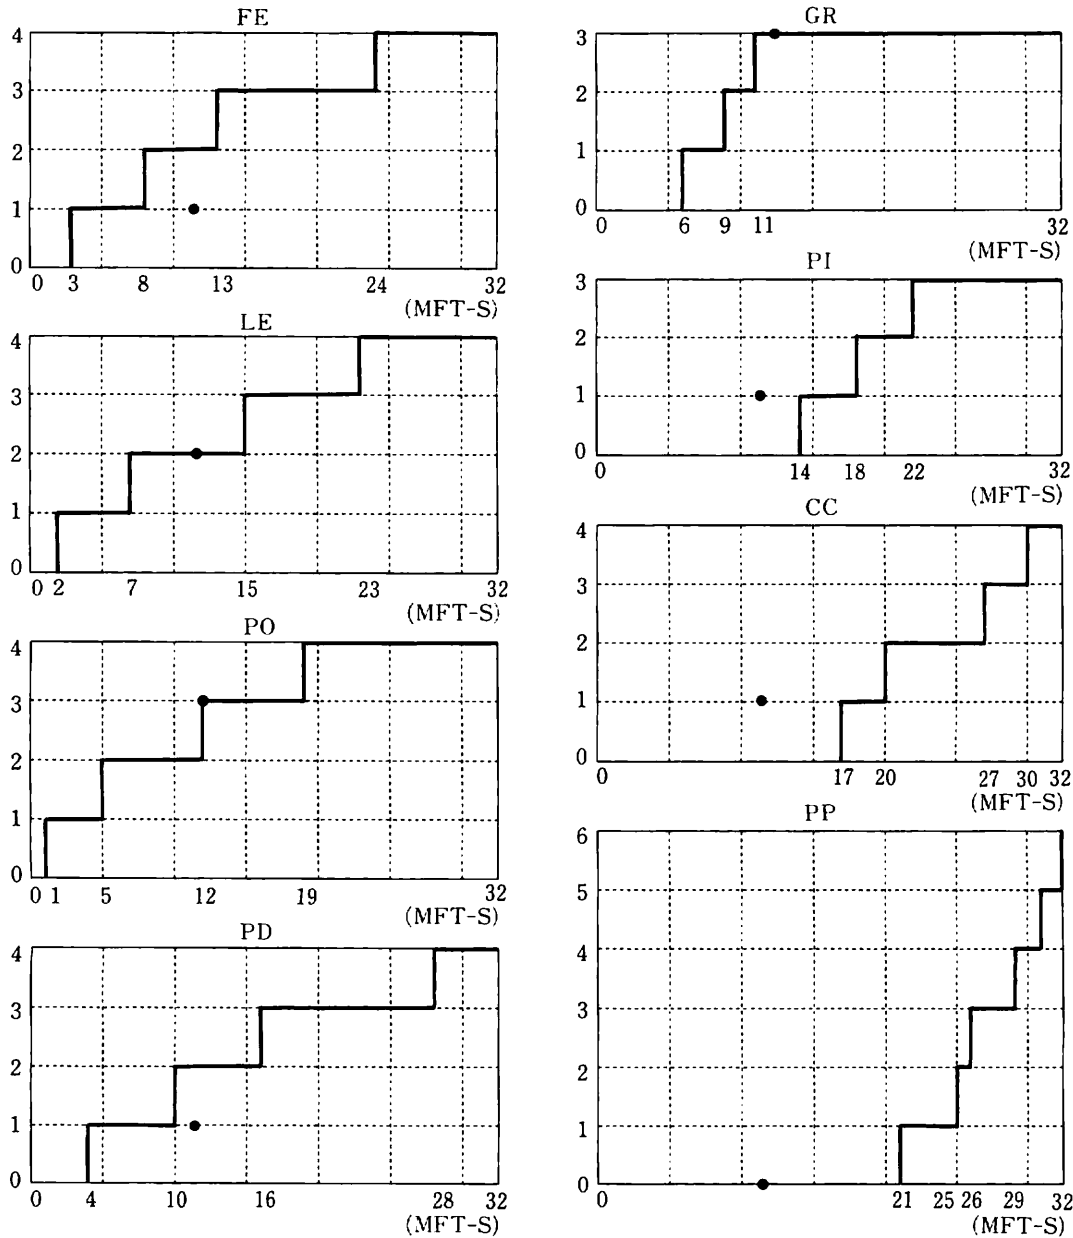 FE
4
3
2
1
0
0 3 8 13 24 32
(MFT-S)
LE
4
3
2
1
0
0 2 7 15 23 32
(MFT-S)
PO
4
3
2
1
0
0 1 5 12 19 32
(MFT-S)
PD
4
3
2
1
0
0 4 10 16 28 32
(MFT-S)
GR
3
2
1
0
0 6 9 11 32
(MFT-S)
PI
3
2
1
0
0 14 18 22 32
(MFT-S)
CC
4
3
2
1
0
0 17 20 27 30 32
(MFT-S)
PP
6
5
4
3
2
1
0
0 21 25 26 29 32
(MFT-S)